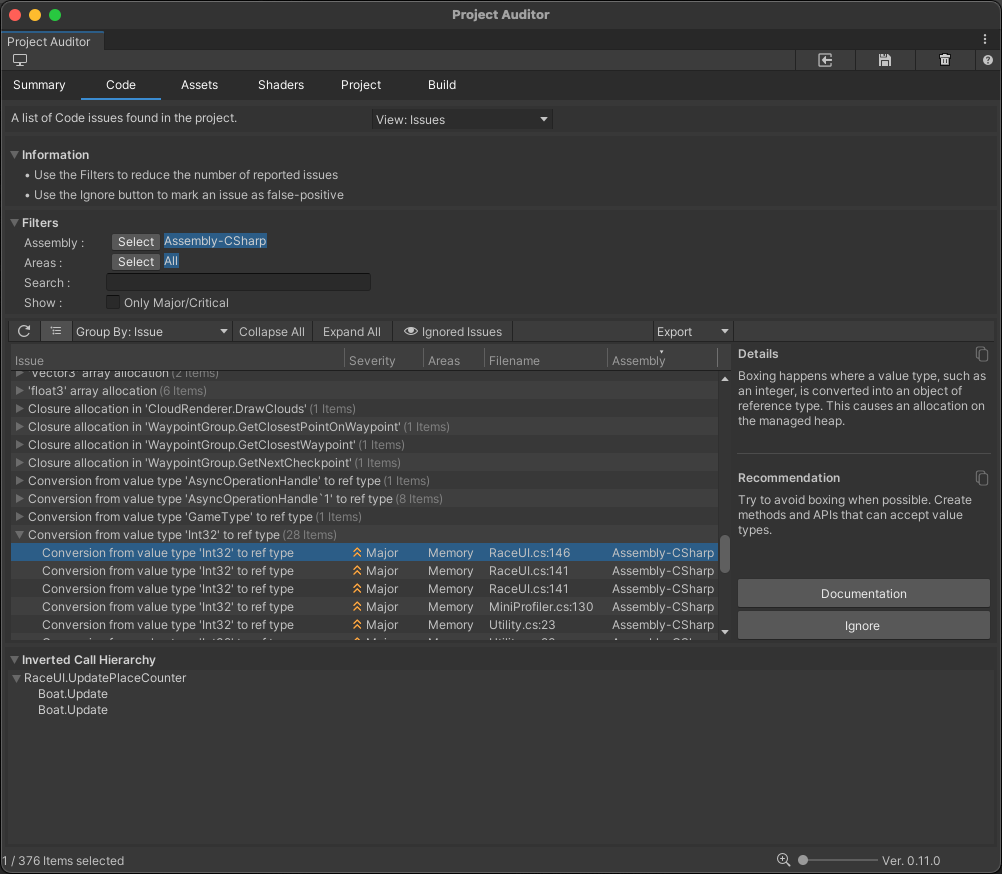 Project Auditor
Project Auditor
Summary Code Assets Shaders Project Build
A list of Code issues found in the project. View: Issues
Information
• Use the Filters to reduce the number of reported issues
• Use the Ignore button to mark an issue as false-positive
Filters
Assembly : Select Assembly-CSharp
Areas : Select All
Search :
Show : Only Major/Critical
Group By: Issue Collapse All Expand All Ignored Issues Export
Issue Severity Areas Filename Assembly
'Vector3' array allocation (2 Items)
'float3' array allocation (6 Items)
Closure allocation in 'CloudRenderer.DrawClouds' (1 Items)
Closure allocation in 'WaypointGroup.GetClosestPointOnWaypoint' (1 Items)
Closure allocation in 'WaypointGroup.GetClosestWaypoint' (1 Items)
Closure allocation in 'WaypointGroup.GetNextCheckpoint' (1 Items)
Conversion from value type 'AsyncOperationHandle' to ref type (1 Items)
Conversion from value type 'AsyncOperationHandle`1' to ref type (8 Items)
Conversion from value type 'GameType' to ref type (1 Items)
Conversion from value type 'Int32' to ref type (28 Items)
Conversion from value type 'Int32' to ref type Major Memory RaceUI.cs:146 Assembly-CSharp
Conversion from value type 'Int32' to ref type Major Memory RaceUI.cs:141 Assembly-CSharp
Conversion from value type 'Int32' to ref type Major Memory RaceUI.cs:141 Assembly-CSharp
Conversion from value type 'Int32' to ref type Major Memory MiniProfiler.cs:130 Assembly-CSharp
Conversion from value type 'Int32' to ref type Major Memory Utility.cs:23 Assembly-CSharp
Details
Boxing happens where a value type, such as
an integer, is converted into an object of
reference type. This causes an allocation on
the managed heap.
Recommendation
Try to avoid boxing when possible. Create
methods and APIs that can accept value
types.
Documentation
Ignore
Inverted Call Hierarchy
RaceUI.UpdatePlaceCounter
Boat.Update
Boat.Update
1 / 376 Items selected Ver. 0.11.0